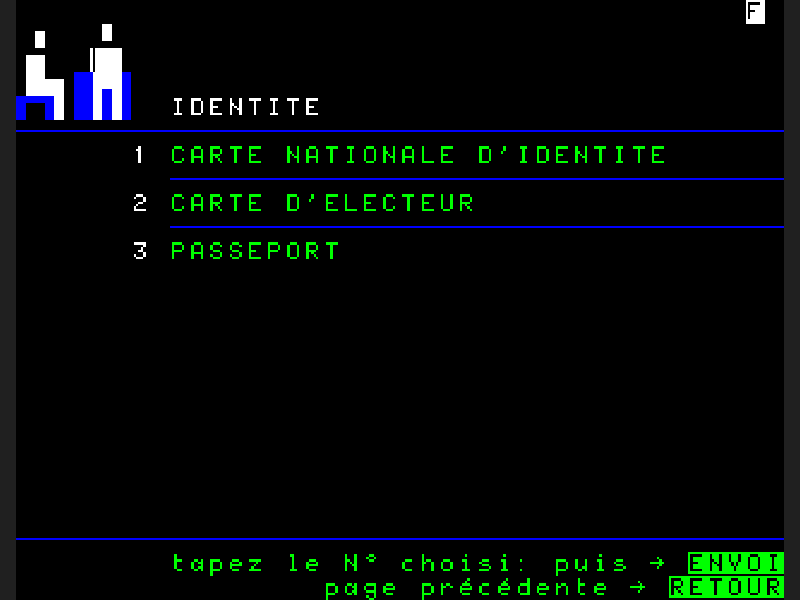 F
IDENTITE
1 CARTE NATIONALE D'IDENTITE
2 CARTE D'ELECTEUR
3 PASSEPORT
tapez le N° choisi: puis → ENVOI
page précédente → RETOUR